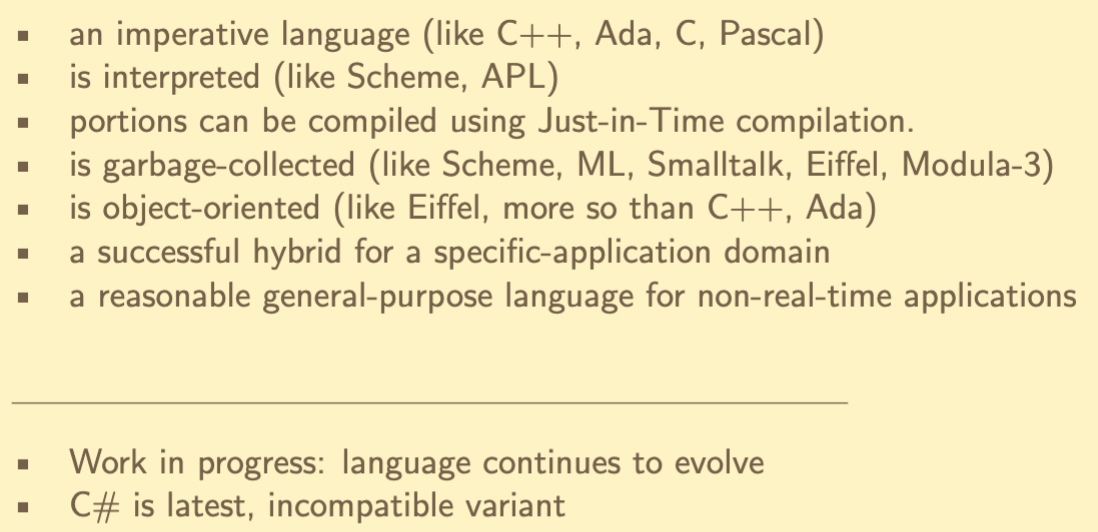 ▪ an imperative language (like C++, Ada, C, Pascal)
▪ is interpreted (like Scheme, APL)
▪ portions can be compiled using Just-in-Time compilation.
▪ is garbage-collected (like Scheme, ML, Smalltalk, Eiffel, Modula-3)
▪ is object-oriented (like Eiffel, more so than C++, Ada)
▪ a successful hybrid for a specific-application domain
▪ a reasonable general-purpose language for non-real-time applications
▪ Work in progress: language continues to evolve
▪ C# is latest, incompatible variant